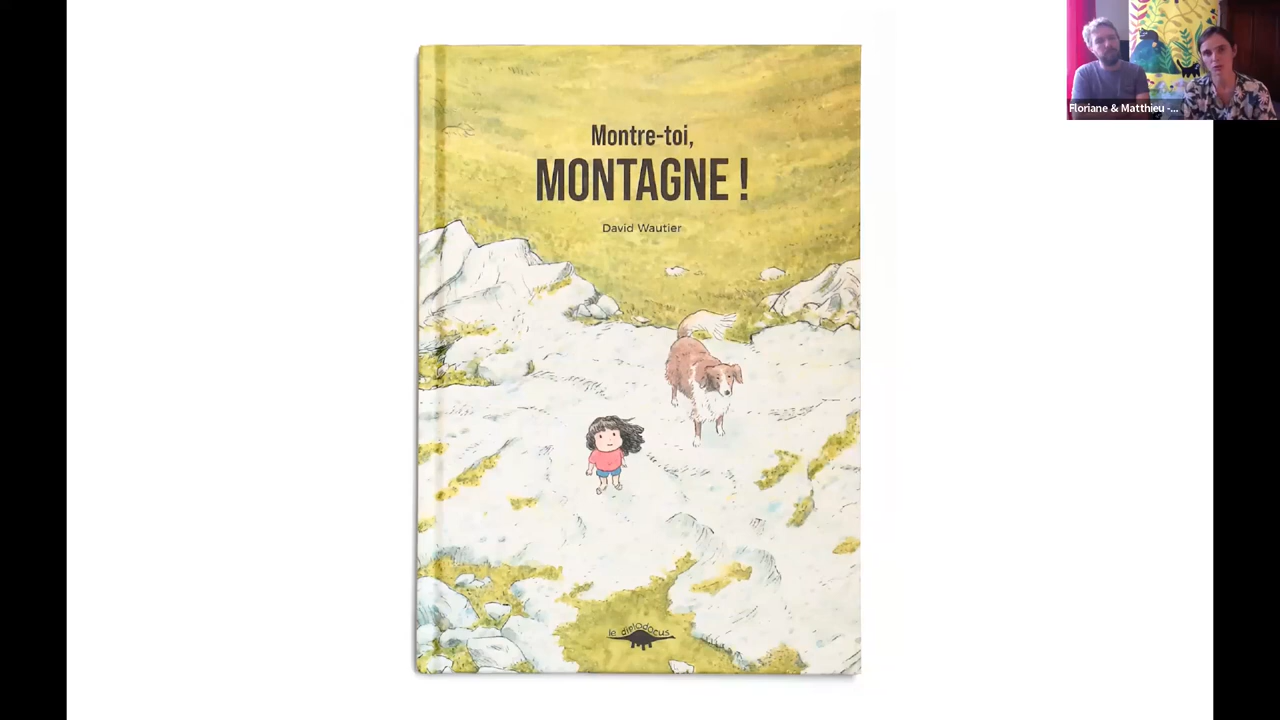 Montre-toi,
MONTAGNE !
David Wautier
le diplodocus
Floriane & Matthieu -...